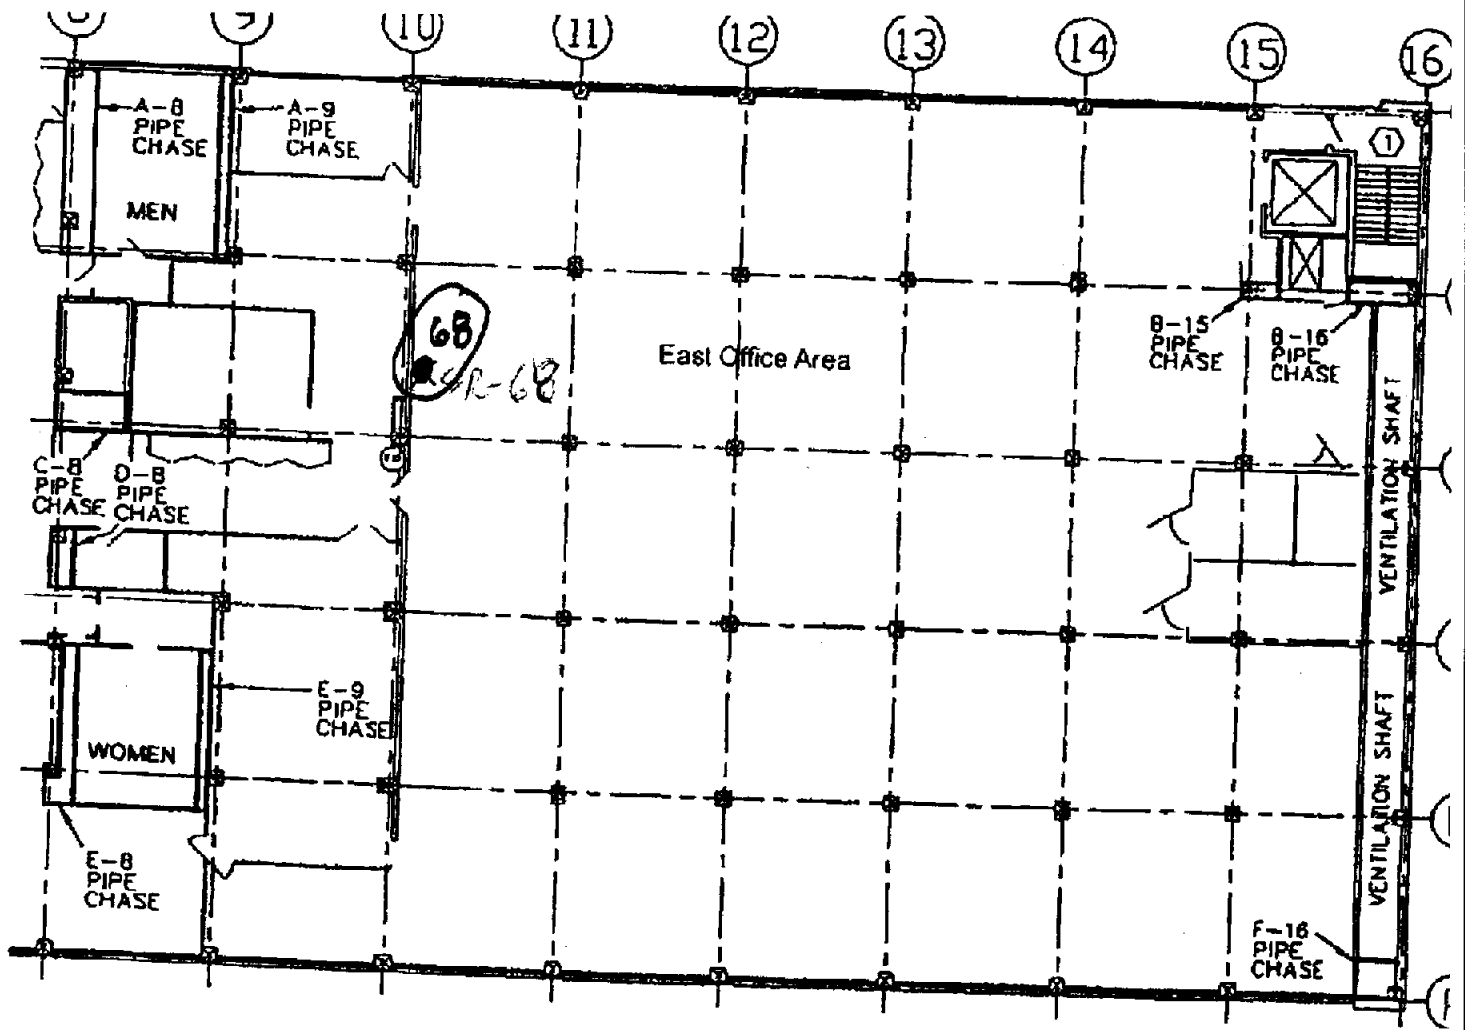 8
9
10
11
12
13
14
15
16
A-8
PIPE
CHASE
A-9
PIPE
CHASE
1
MEN
68
East Office Area
B-15
PIPE
CHASE
B-16
PIPE
CHASE
VENTILATION SHAFT
C-8
PIPE
CHASE
D-8
PIPE
CHASE
E-9
PIPE
CHASE
WOMEN
VENTILATION SHAFT
E-8
PIPE
CHASE
F-16
PIPE
CHASE